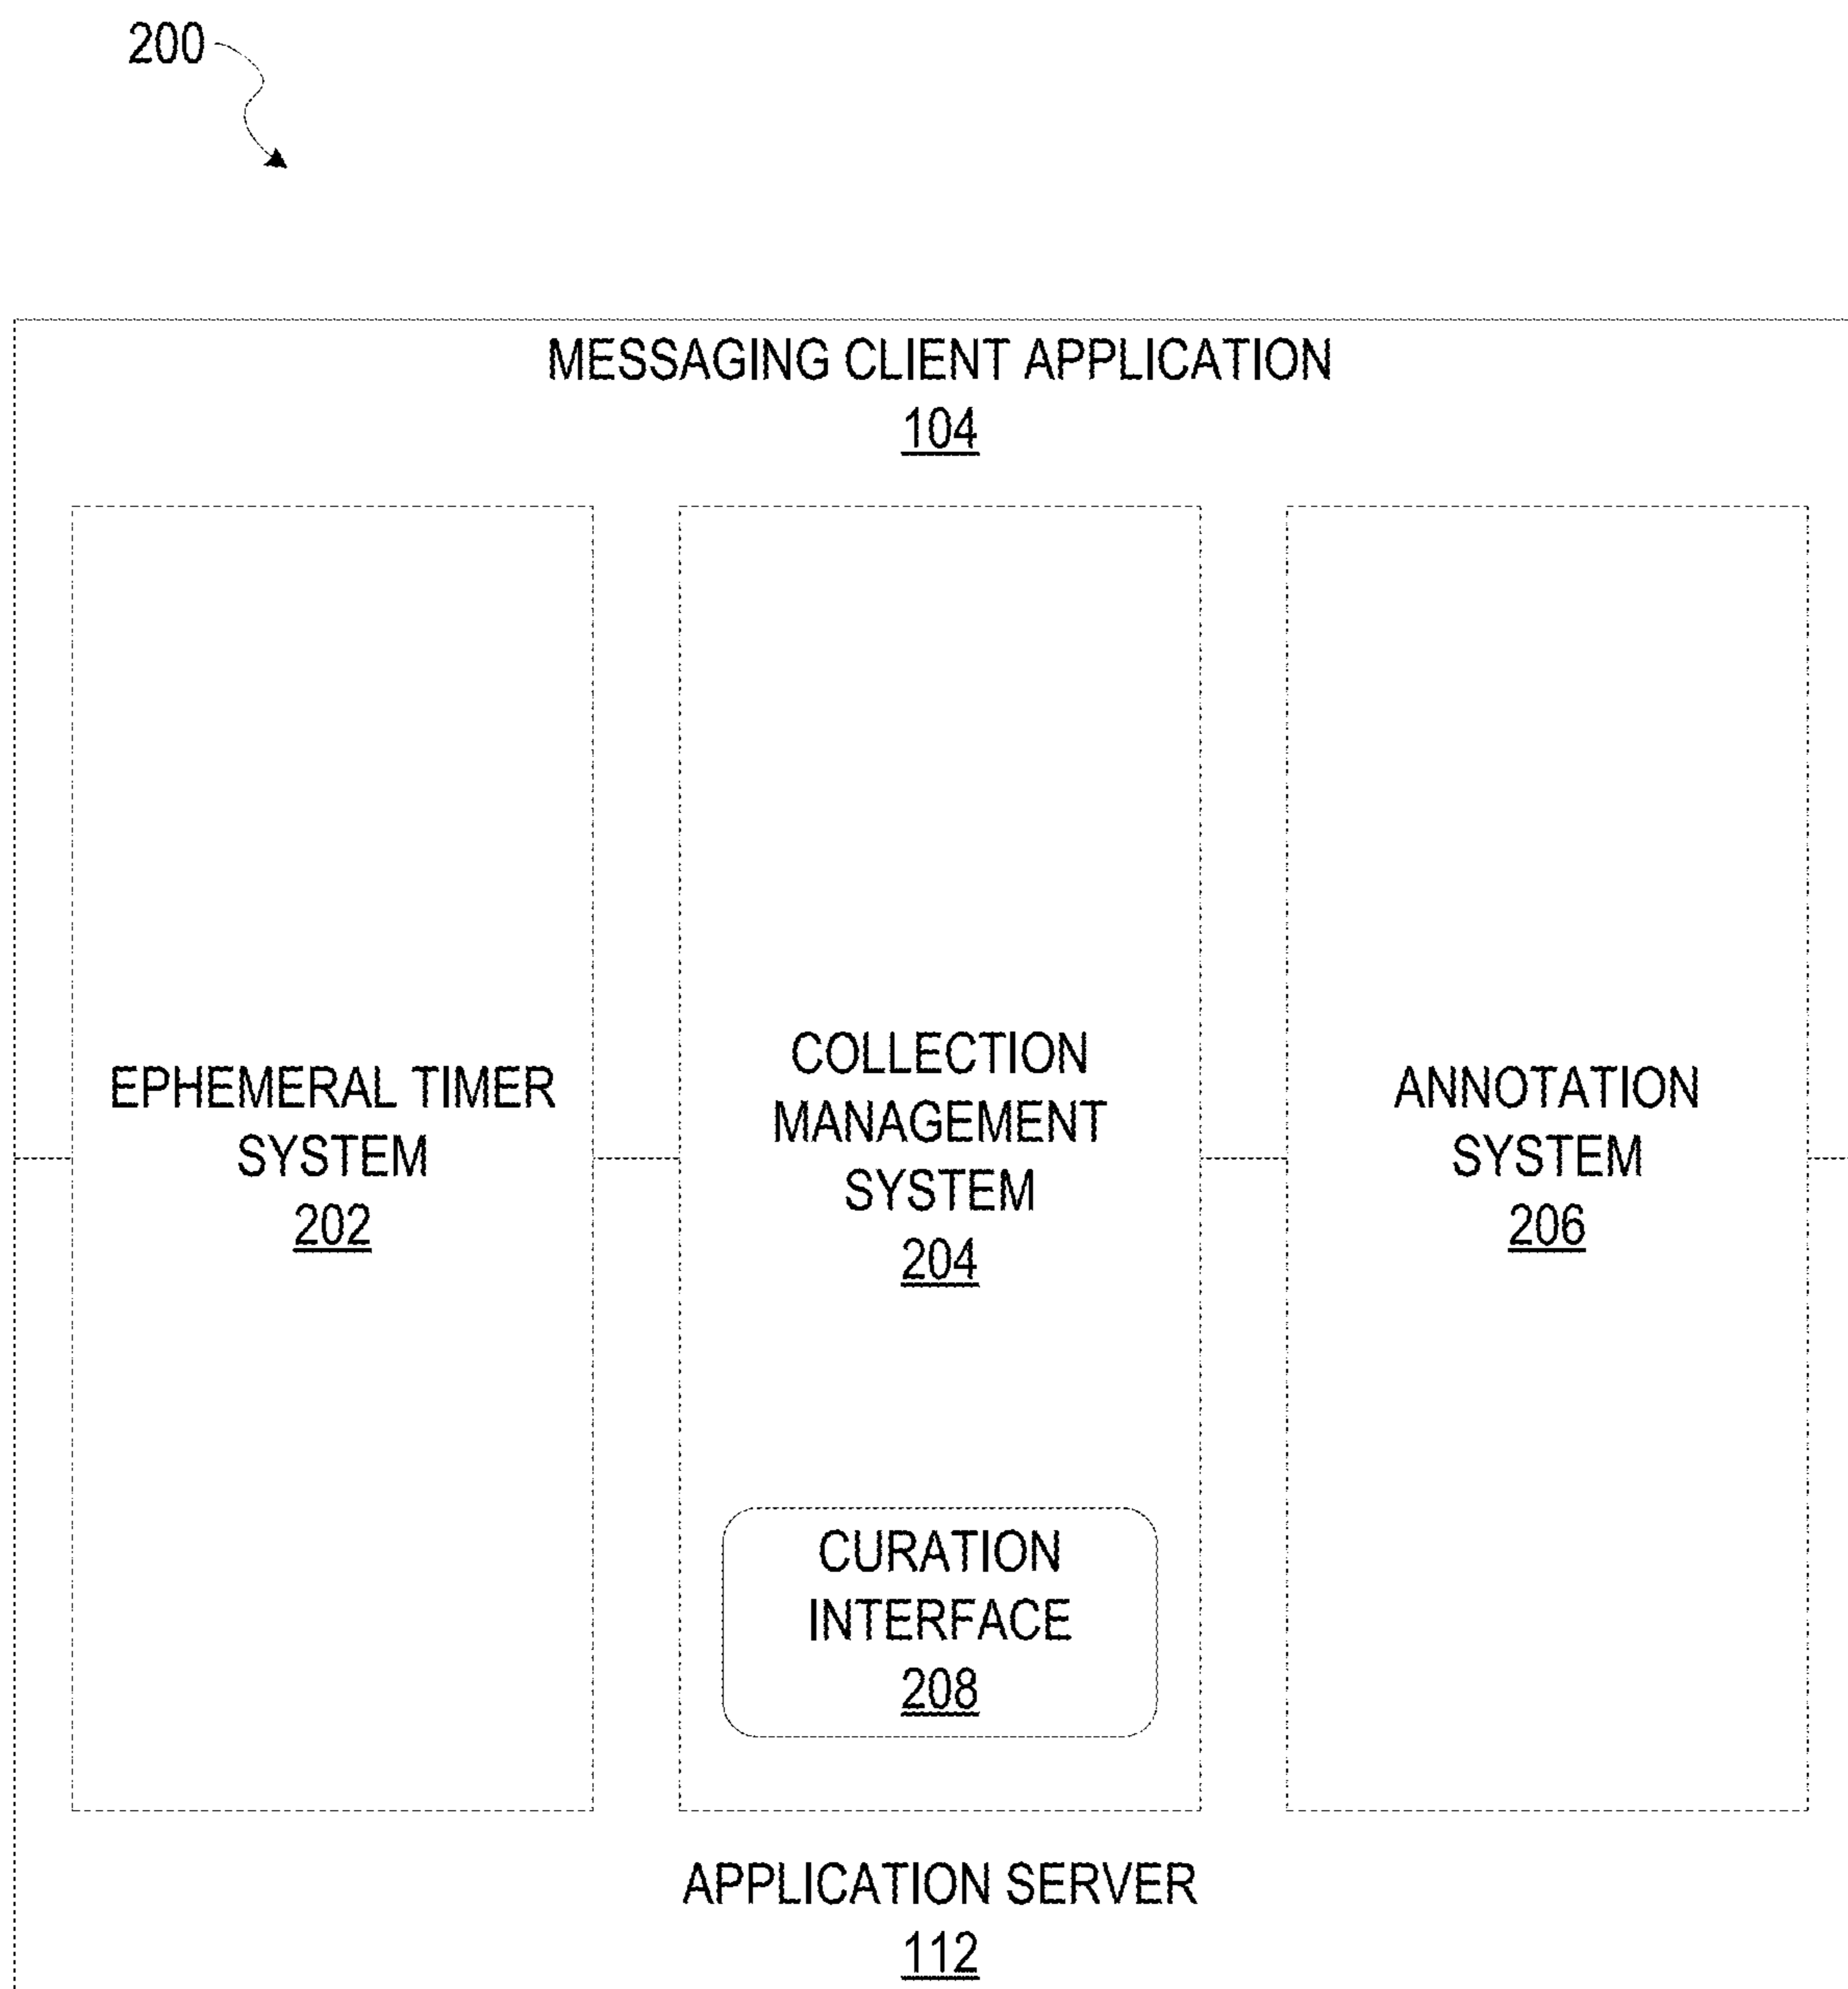 200
MESSAGING CLIENT APPLICATION
104
EPHEMERAL TIMER
SYSTEM
202
COLLECTION
MANAGEMENT
SYSTEM
204
ANNOTATION
SYSTEM
206
CURATION
INTERFACE
208
APPLICATION SERVER
112